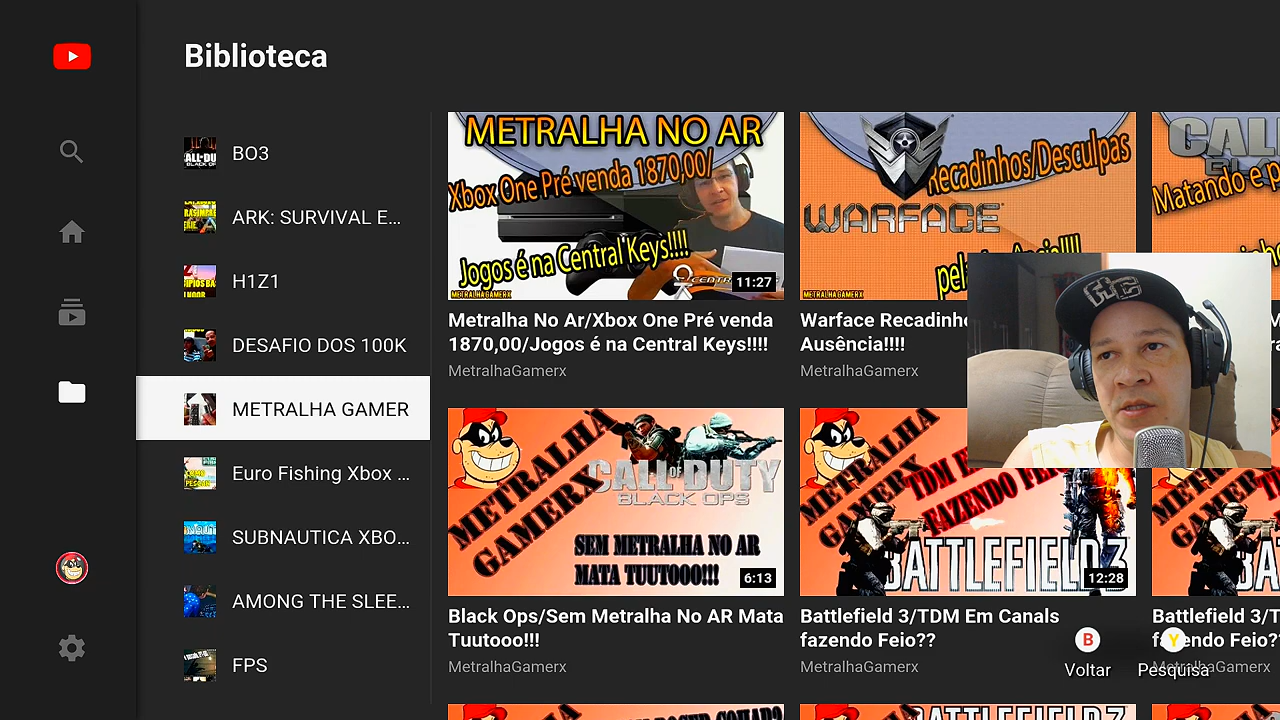 Biblioteca
BO3
ARK: SURVIVAL E...
H1Z1
DESAFIO DOS 100K
METRALHA GAMER
Euro Fishing Xbox ...
SUBNAUTICA XBO...
AMONG THE SLEE...
FPS
METRALHA NO AR
Xbox One Pré venda 1870,00/
Jogos é na Central Keys!!!!
METRALHAGAMERX
11:27
Metralha No Ar/Xbox One Pré venda
1870,00/Jogos é na Central Keys!!!!
MetralhaGamerx
Recadinhos/Desculpas
WARFACE
METRALHAGAMERX
Warface Recadinho
Ausência!!!!
MetralhaGamerx
Matando e p
METRALHA
GAMERX
CALL OF DUTY
BLACK OPS
SEM METRALHA NO AR
MATA TUUTOOO!!!
6:13
Black Ops/Sem Metralha No AR Mata
Tuutooo!!!
MetralhaGamerx
METRALHA
GAMERX
TDM E
FAZENDO FEIO
BATTLEFIELD 3
12:28
Battlefield 3/TDM Em Canals
fazendo Feio??
MetralhaGamerx
Battlefield 3/T
fazendo Feio?
MetralhaGamerx
B
Voltar
Y
Pesquisa